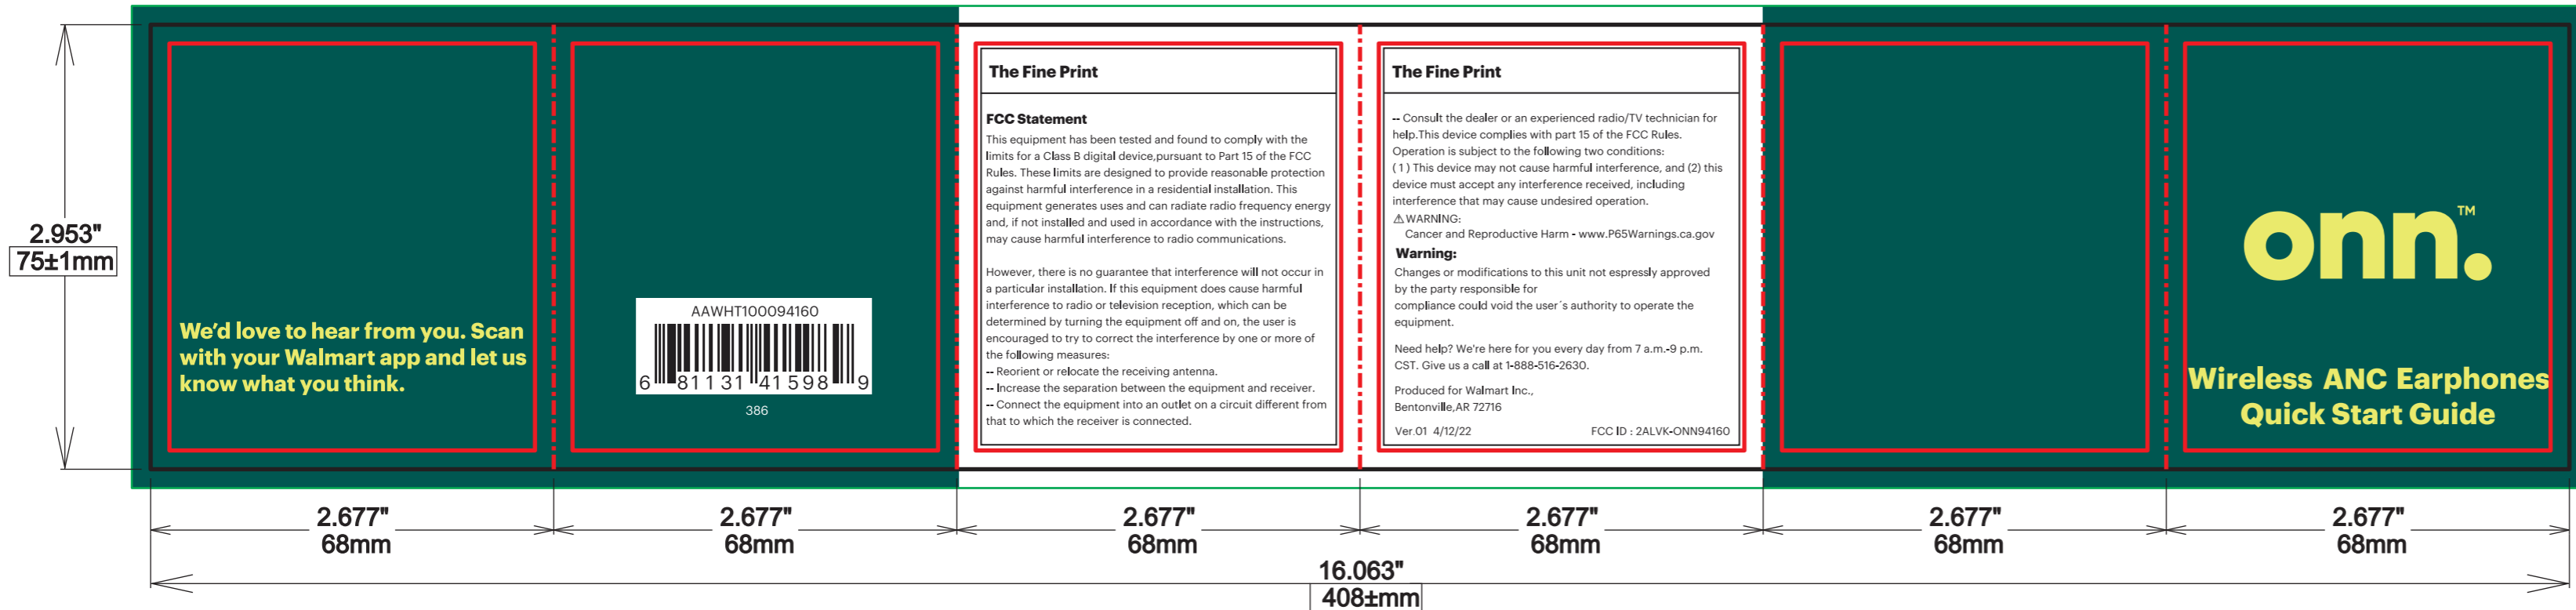 2.953"
75±1mm
We'd love to hear from you. Scan
with your Walmart app and let us
know what you think.
AAWHT100094160
6 81131 41598 9
386
The Fine Print
FCC Statement
This equipment has been tested and found to comply with the
limits for a Class B digital device,pursuant to Part 15 of the FCC
Rules. These limits are designed to provide reasonable protection
against harmful interference in a residential installation. This
equipment generates uses and can radiate radio frequency energy
and, if not installed and used in accordance with the instructions,
may cause harmful interference to radio communications.
However, there is no guarantee that interference will not occur in
a particular installation. If this equipment does cause harmful
interference to radio or television reception, which can be
determined by turning the equipment off and on, the user is
encouraged to try to correct the interference by one or more of
the following measures:
-- Reorient or relocate the receiving antenna.
-- Increase the separation between the equipment and receiver.
-- Connect the equipment into an outlet on a circuit different from
that to which the receiver is connected.
The Fine Print
-- Consult the dealer or an experienced radio/TV technician for
help.This device complies with part 15 of the FCC Rules.
Operation is subject to the following two conditions:
( 1 ) This device may not cause harmful interference, and (2) this
device must accept any interference received, including
interference that may cause undesired operation.
⚠ WARNING:
Cancer and Reproductive Harm - www.P65Warnings.ca.gov
Warning:
Changes or modifications to this unit not espressly approved
by the party responsible for
compliance could void the user´s authority to operate the
equipment.
Need help? We're here for you every day from 7 a.m.-9 p.m.
CST. Give us a call at 1-888-516-2630.
Produced for Walmart Inc.,
Bentonville,AR 72716
Ver.01 4/12/22 FCC ID : 2ALVK-ONN94160
onn.™
Wireless ANC Earphones
Quick Start Guide
2.677" 2.677" 2.677" 2.677" 2.677" 2.677"
68mm 68mm 68mm 68mm 68mm 68mm
16.063"
408±mm